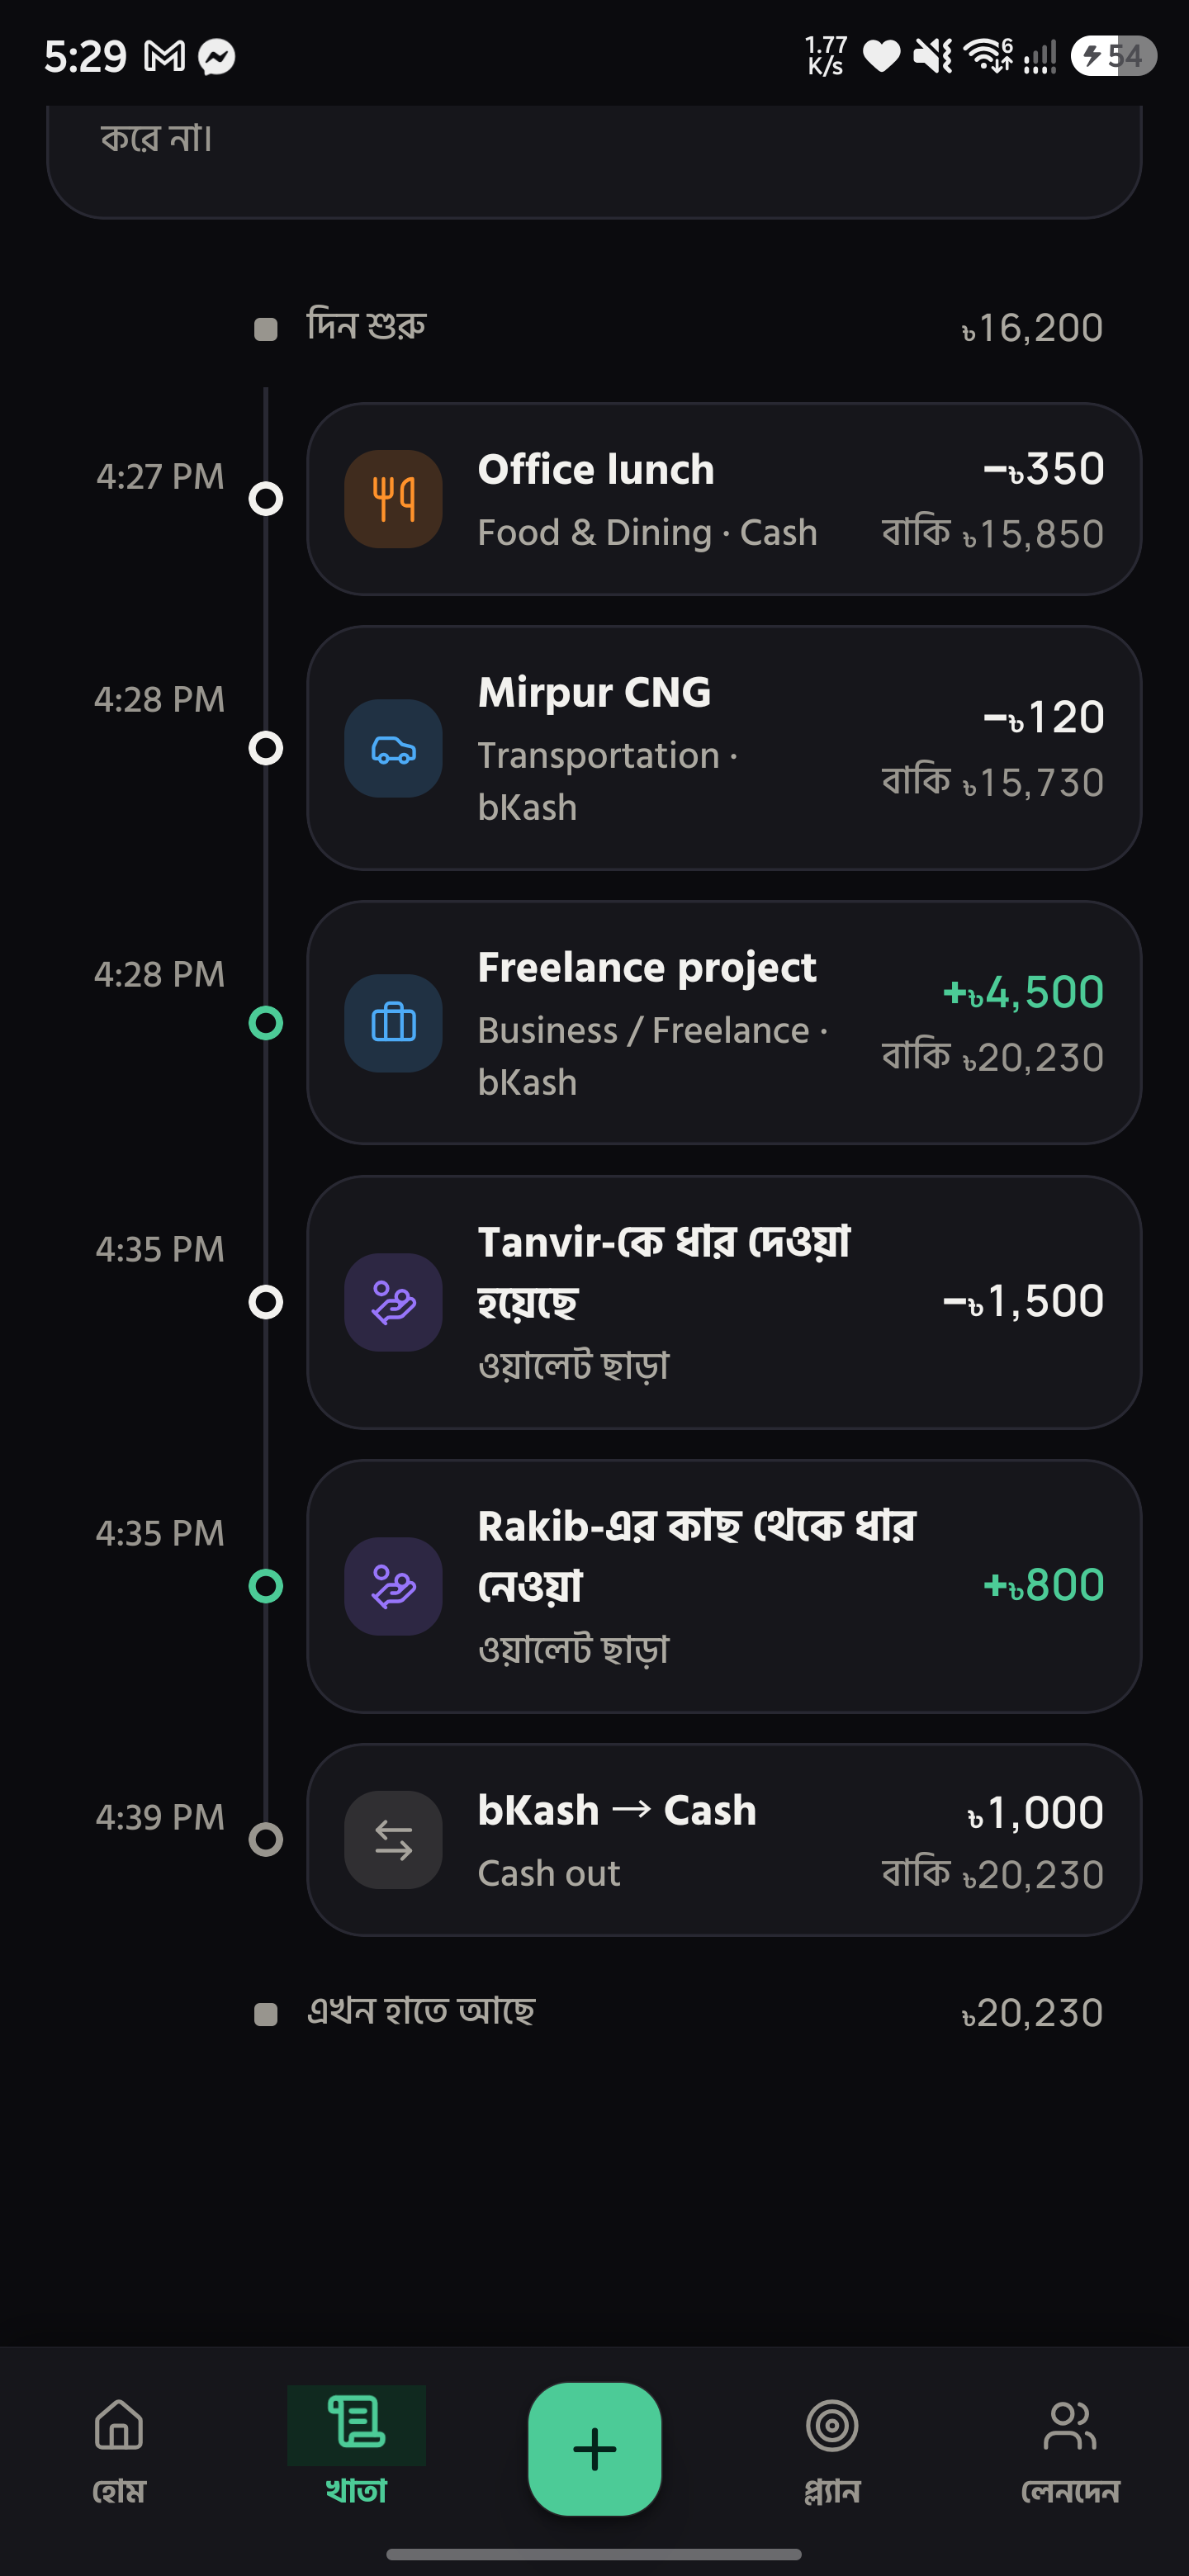 5:29
1.77 K/s
6
54
করে না।
দিন শুরু ৳16,200
4:27 PM
Office lunch
−৳350
Food & Dining · Cash
বাকি ৳15,850
4:28 PM
Mirpur CNG
−৳120
Transportation ·
bKash
বাকি ৳15,730
4:28 PM
Freelance project
+৳4,500
Business / Freelance ·
bKash
বাকি ৳20,230
4:35 PM
Tanvir-কে ধার দেওয়া
হয়েছে
−৳1,500
ওয়ালেট ছাড়া
4:35 PM
Rakib-এর কাছ থেকে ধার
নেওয়া
+৳800
ওয়ালেট ছাড়া
4:39 PM
bKash → Cash
৳1,000
Cash out
বাকি ৳20,230
এখন হাতে আছে ৳20,230
হোম
খাতা
প্ল্যান
লেনদেন